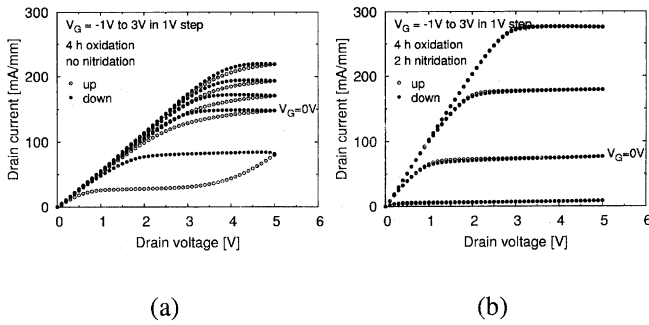 V_G = -1V to 3V in 1V step
4 h oxidation
no nitridation
up
down
V_G=0V
Drain current [mA/mm]
300
200
100
0
0 1 2 3 4 5 6
Drain voltage [V]
(a)
V_G = -1V to 3V in 1V step
4 h oxidation
2 h nitridation
up
down
V_G=0V
Drain current [mA/mm]
300
200
100
0
0 1 2 3 4 5 6
Drain voltage [V]
(b)